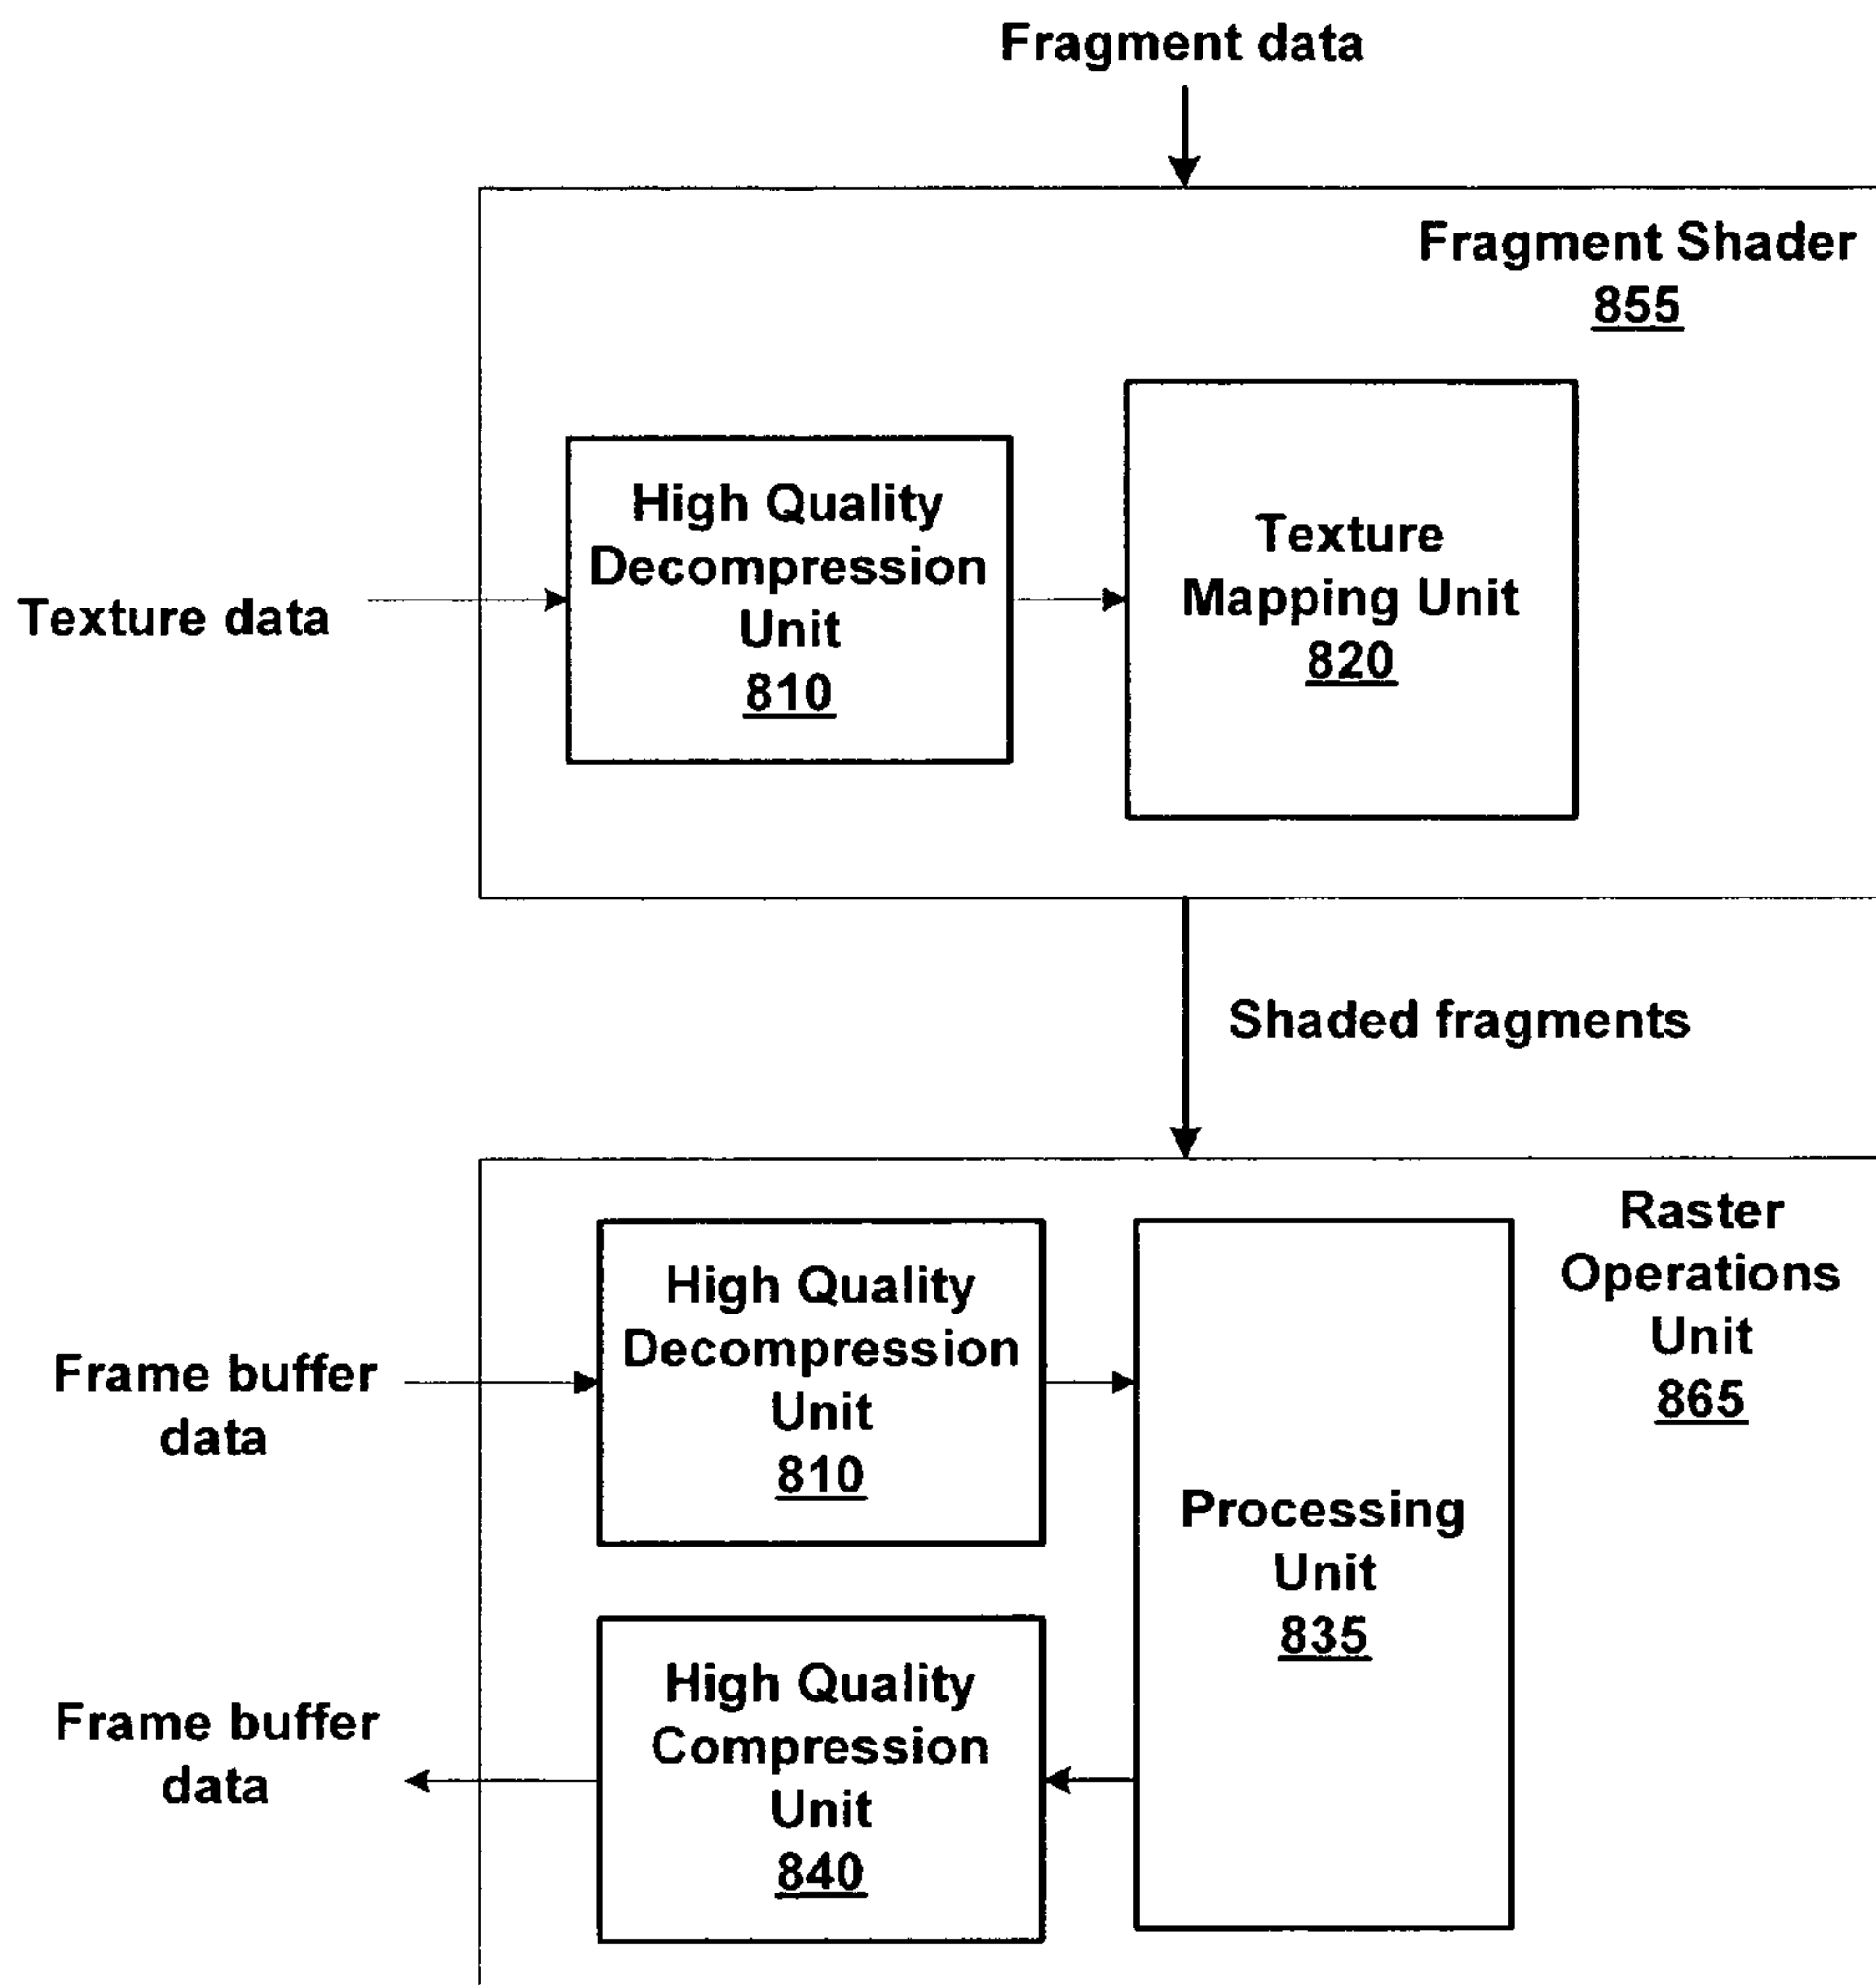 Fragment data
Fragment Shader
855
High Quality
Decompression
Unit
810
Texture
Mapping Unit
820
Texture data
Shaded fragments
Raster
Operations
Unit
865
High Quality
Decompression
Unit
810
Frame buffer
data
Processing
Unit
835
High Quality
Compression
Unit
840
Frame buffer
data